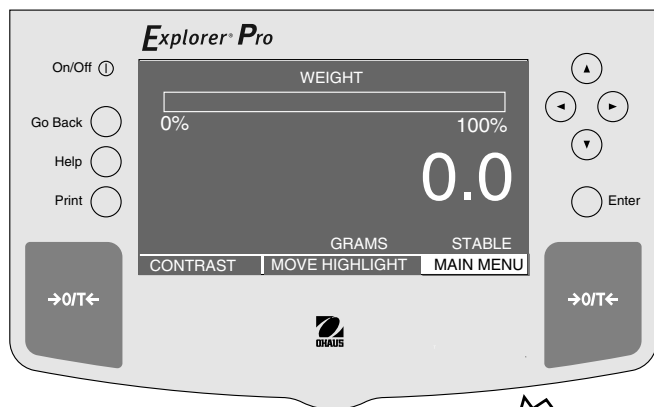 Explorer® Pro
On/Off
WEIGHT
0% 100%
Go Back
Help
Print
0.0
Enter
GRAMS STABLE
CONTRAST MOVE HIGHLIGHT MAIN MENU
→0/T← →0/T←
OHAUS